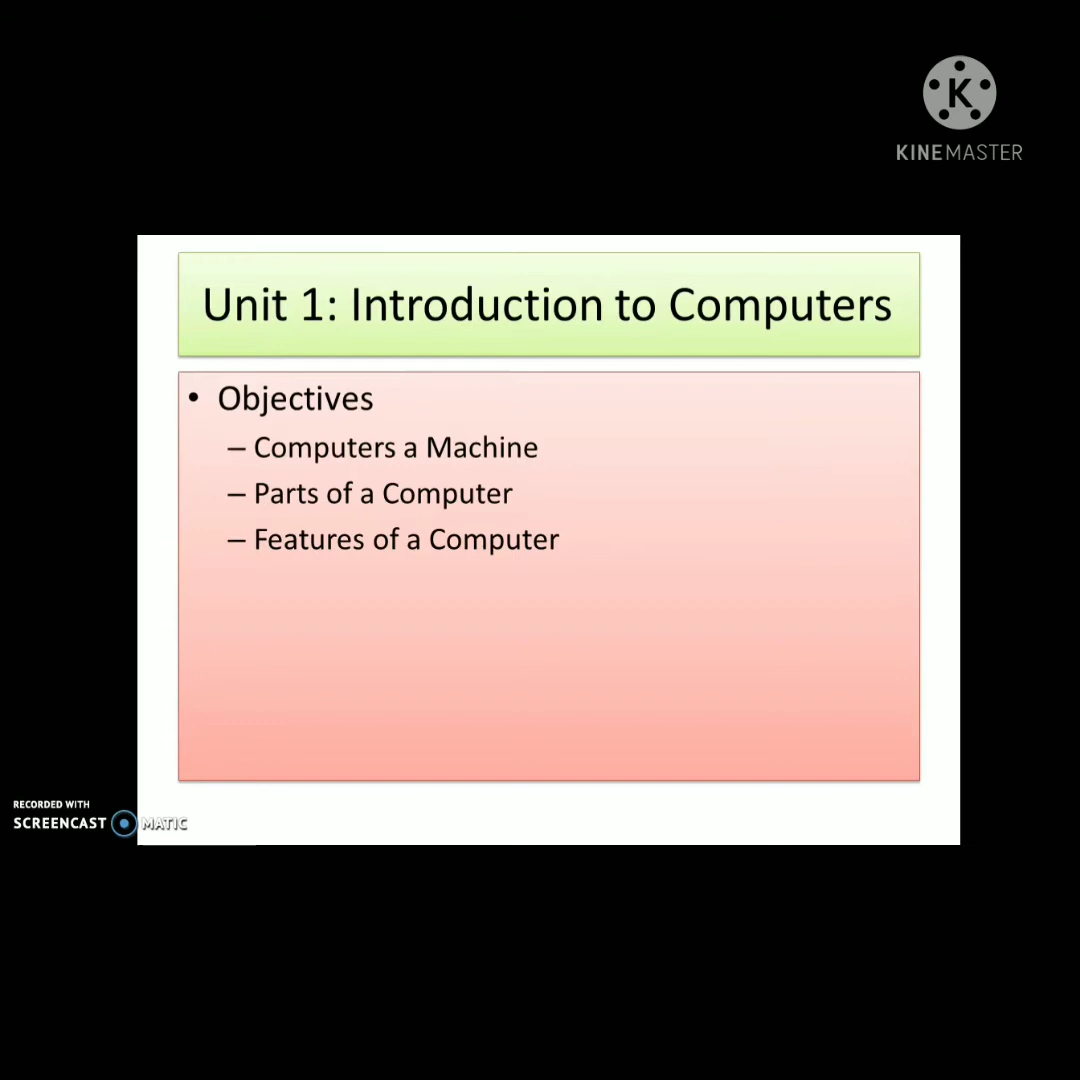 K
KINEMASTER
Unit 1: Introduction to Computers
• Objectives
– Computers a Machine
– Parts of a Computer
– Features of a Computer
RECORDED WITH
SCREENCAST MATIC